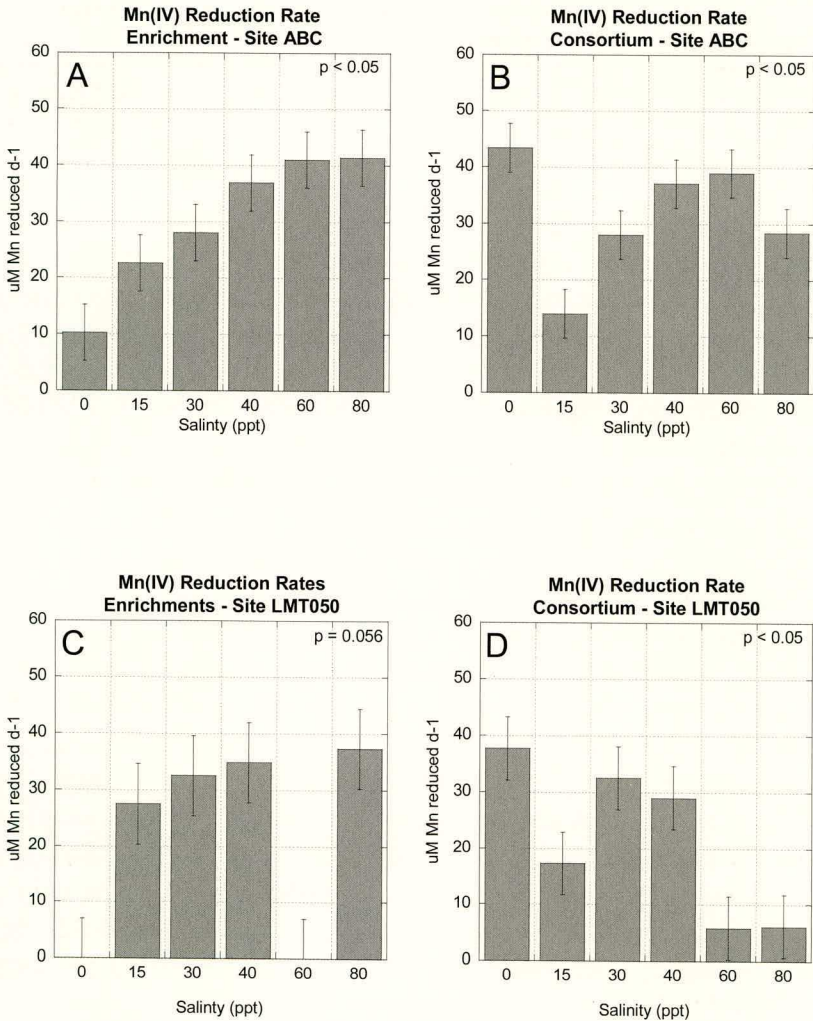 Mn(IV) Reduction Rate
Enrichment - Site ABC
A
p < 0.05
uM Mn reduced d-1
60
50
40
30
20
10
0
0 15 30 40 60 80
Salinty (ppt)
Mn(IV) Reduction Rate
Consortium - Site ABC
B
p < 0.05
uM Mn reduced d-1
60
50
40
30
20
10
0
0 15 30 40 60 80
Salinity (ppt)
Mn(IV) Reduction Rates
Enrichments - Site LMT050
C
p = 0.056
uM Mn reduced d-1
60
50
40
30
20
10
0
0 15 30 40 60 80
Salinity (ppt)
Mn(IV) Reduction Rate
Consortium - Site LMT050
D
p < 0.05
uM Mn reduced d-1
60
50
40
30
20
10
0
0 15 30 40 60 80
Salinity (ppt)